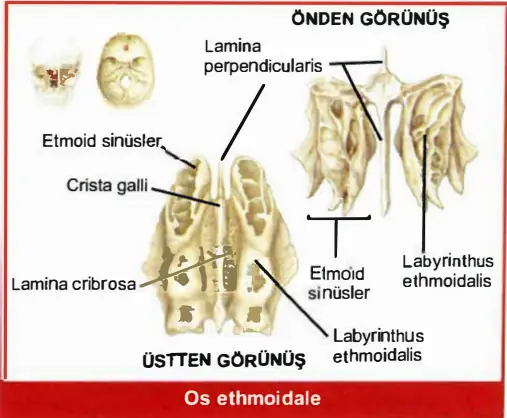 ÖNDEN GÖRÜNÜŞ
Lamina
perpendicularis
Etmoid sinüsler
Crista galli
Lamina cribrosa
Etmoid
sinüsler
Labyrinthus
ethmoidalis
Labyrinthus
ethmoidalis
ÜSTTEN GÖRÜNÜŞ
Os ethmoidale